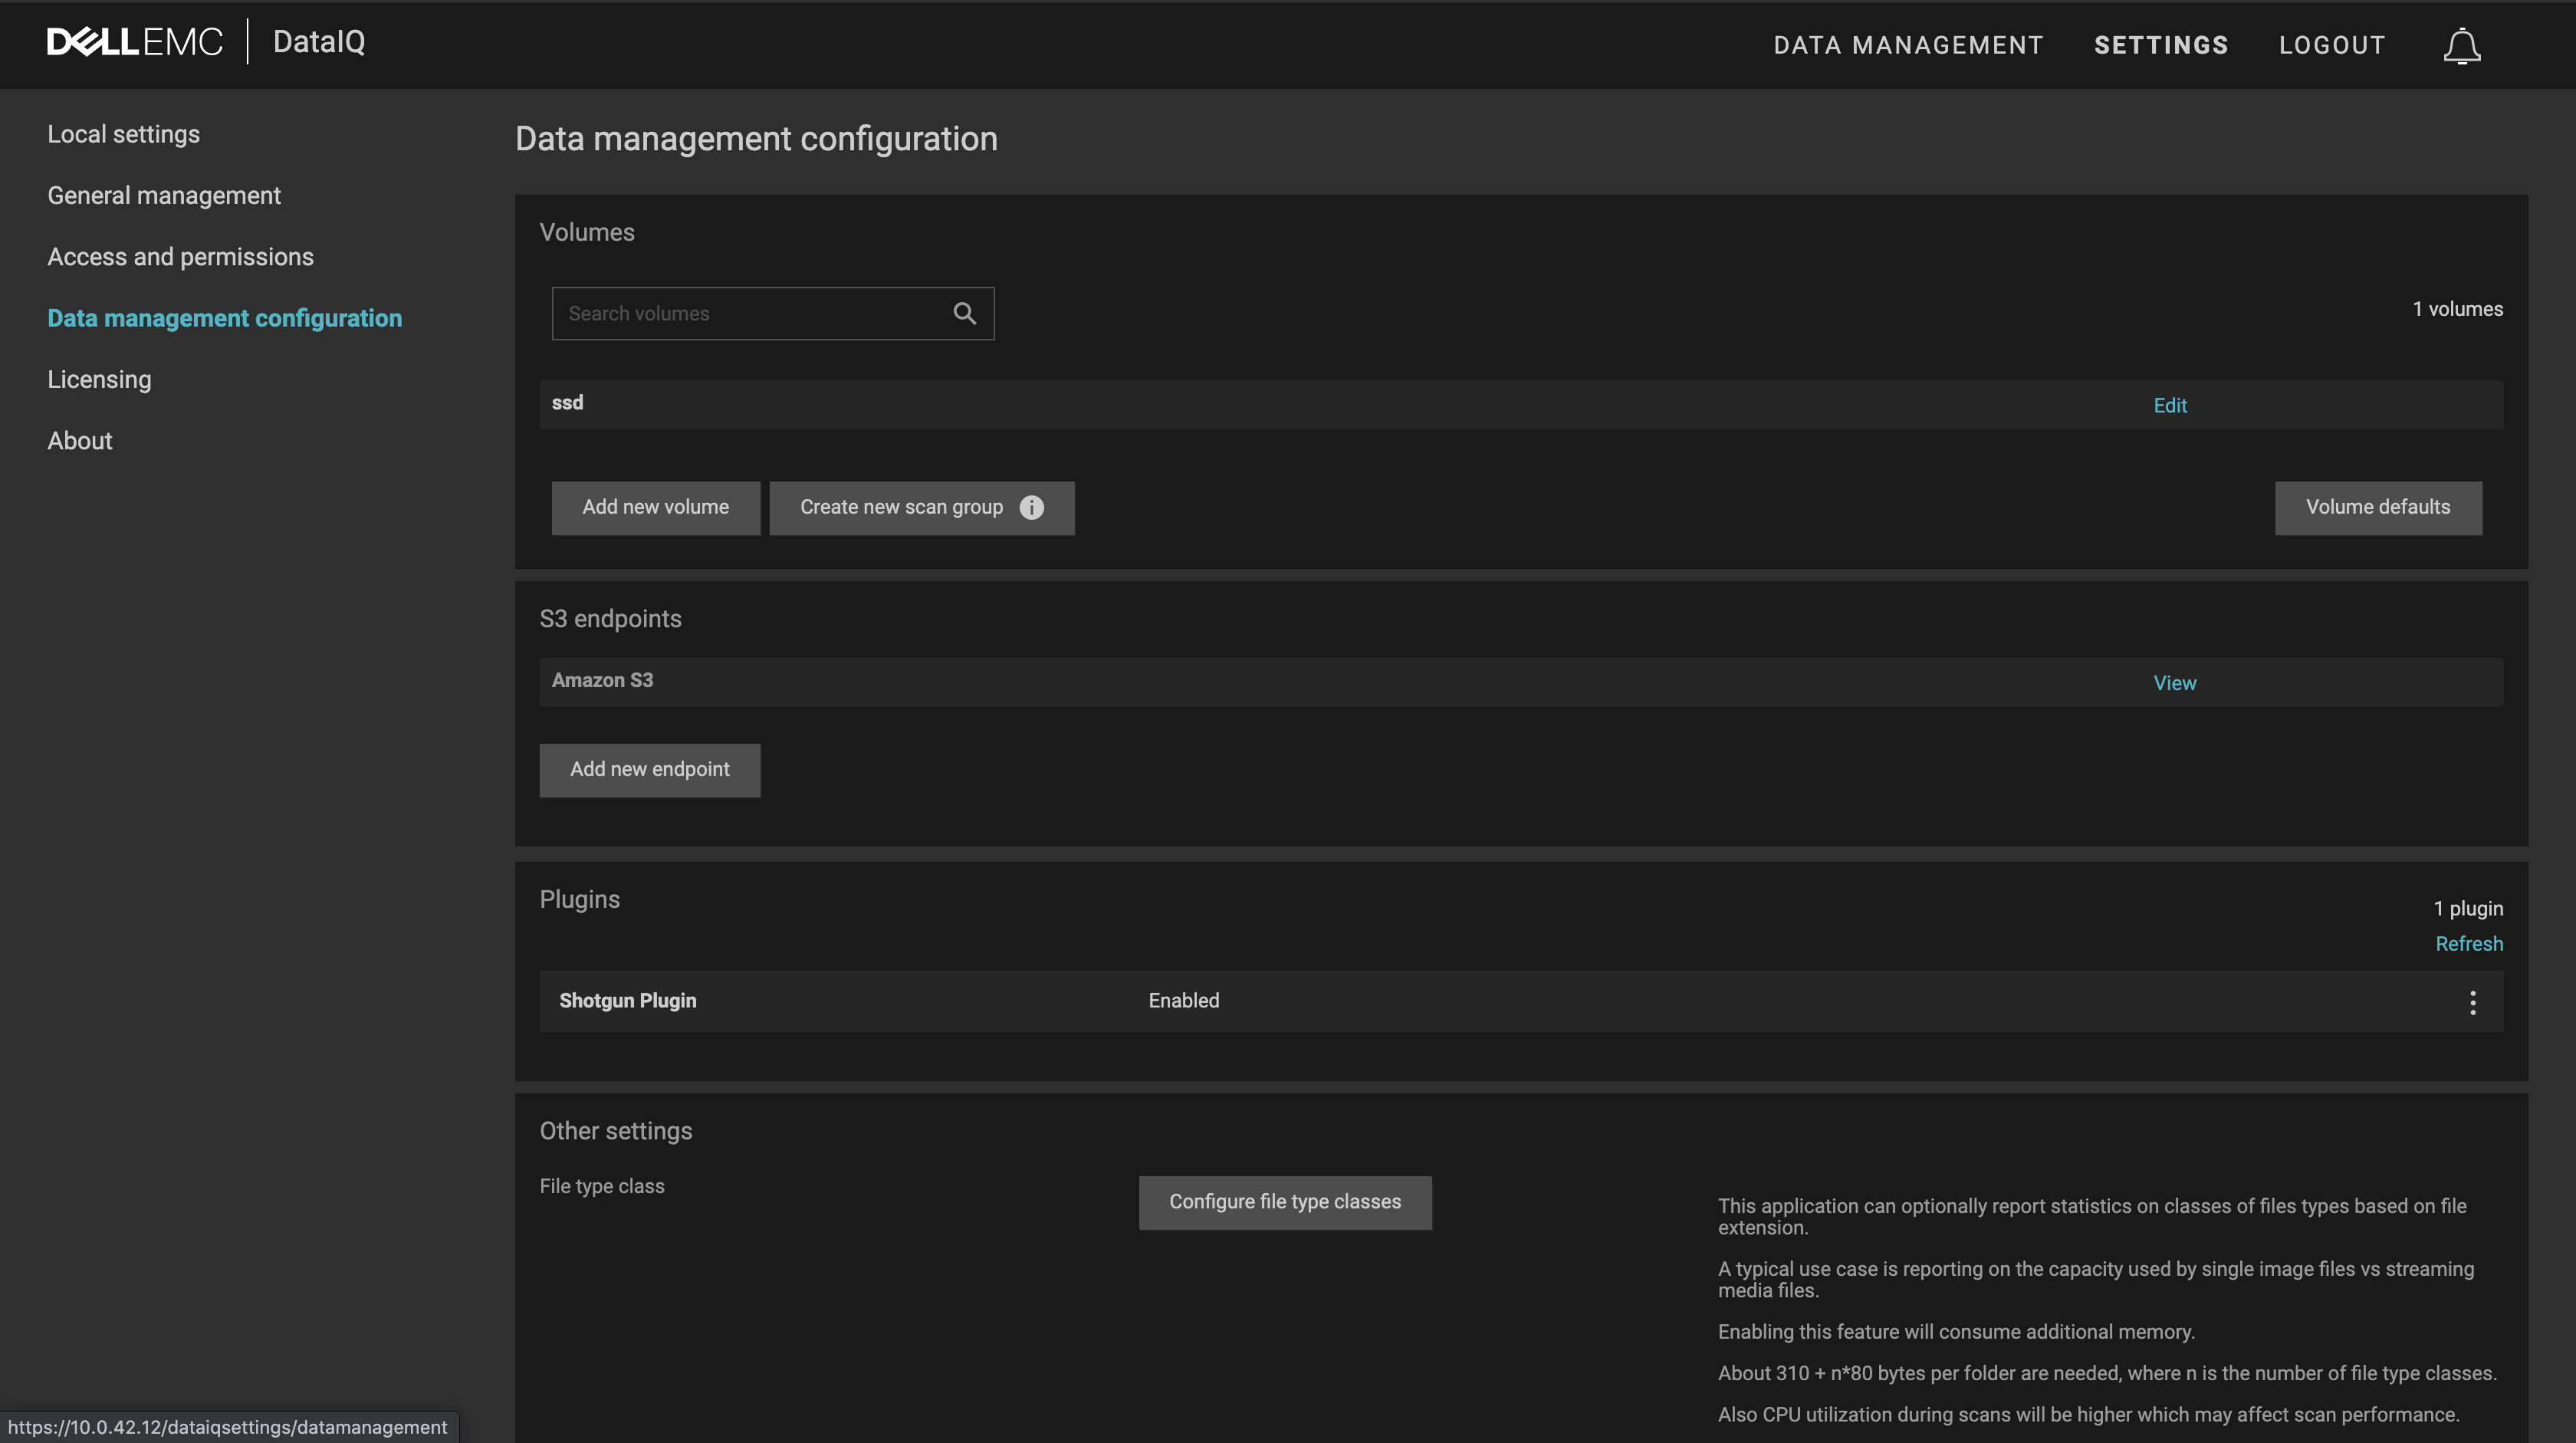 DELLEMC | DataIQ
DATA MANAGEMENT SETTINGS LOGOUT
Local settings
General management
Access and permissions
Data management configuration
Licensing
About
Data management configuration
Volumes
Search volumes
1 volumes
ssd Edit
Add new volume Create new scan group Volume defaults
S3 endpoints
Amazon S3 View
Add new endpoint
Plugins
1 plugin
Refresh
Shotgun Plugin Enabled
Other settings
File type class
Configure file type classes
This application can optionally report statistics on classes of files types based on file
extension.
A typical use case is reporting on the capacity used by single image files vs streaming
media files.
Enabling this feature will consume additional memory.
About 310 + n*80 bytes per folder are needed, where n is the number of file type classes.
Also CPU utilization during scans will be higher which may affect scan performance.
https://10.0.42.12/dataiqsettings/datamanagement